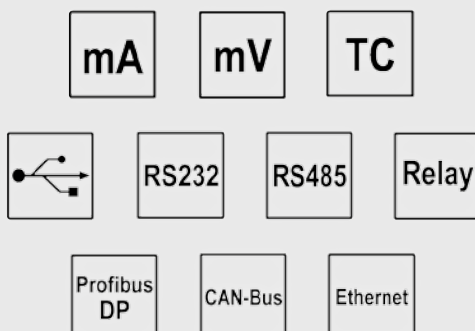 mA
mV
TC
RS232
RS485
Relay
Profibus
DP
CAN-Bus
Ethernet